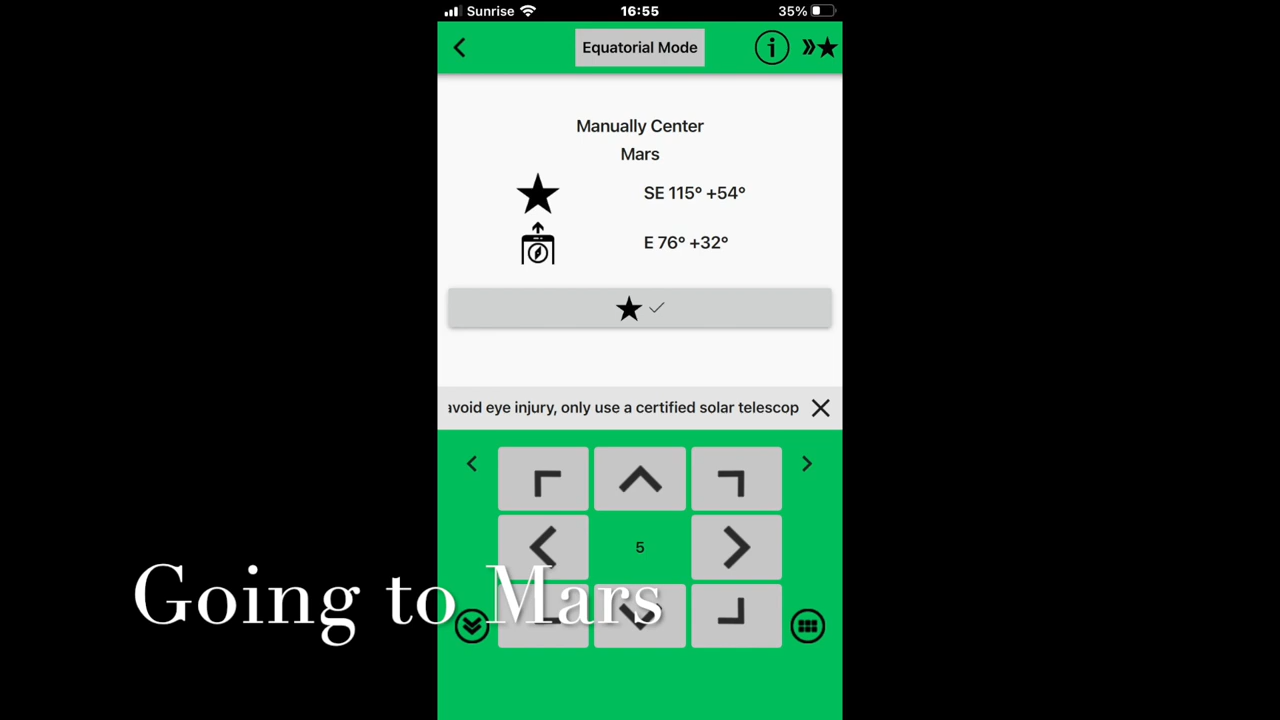 Sunrise 16:55 35%
Equatorial Mode
Manually Center
Mars
SE 115° +54°
E 76° +32°
avoid eye injury, only use a certified solar telescop
5
Going to Mars